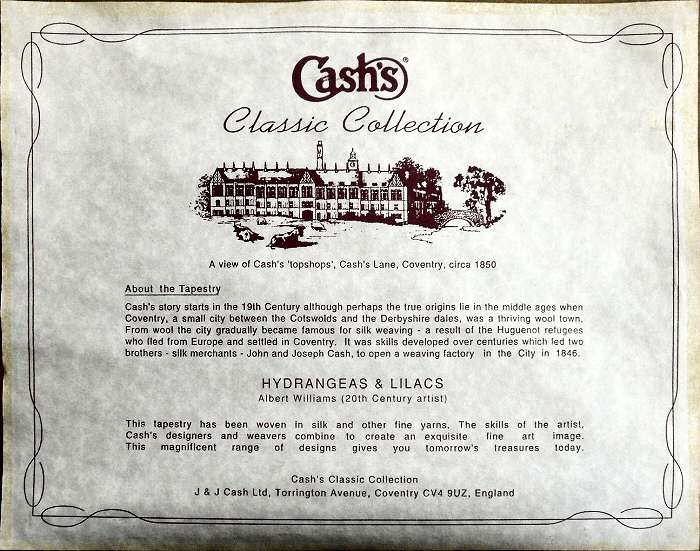 Cash's®
Classic Collection
A view of Cash's 'topshops', Cash's Lane, Coventry, circa 1850
About the Tapestry
Cash's story starts in the 19th Century although perhaps the true origins lie in the middle ages when
Coventry, a small city between the Cotswolds and the Derbyshire dales, was a thriving wool town.
From wool the city gradually became famous for silk weaving - a result of the Huguenot refugees
who fled from Europe and settled in Coventry. It was skills developed over centuries which led two
brothers - silk merchants - John and Joseph Cash, to open a weaving factory in the City in 1846.
HYDRANGEAS & LILACS
Albert Williams (20th Century artist)
This tapestry has been woven in silk and other fine yarns. The skills of the artist,
Cash's designers and weavers combine to create an exquisite fine art image.
This magnificent range of designs gives you tomorrow's treasures today.
Cash's Classic Collection
J & J Cash Ltd, Torrington Avenue, Coventry CV4 9UZ, England